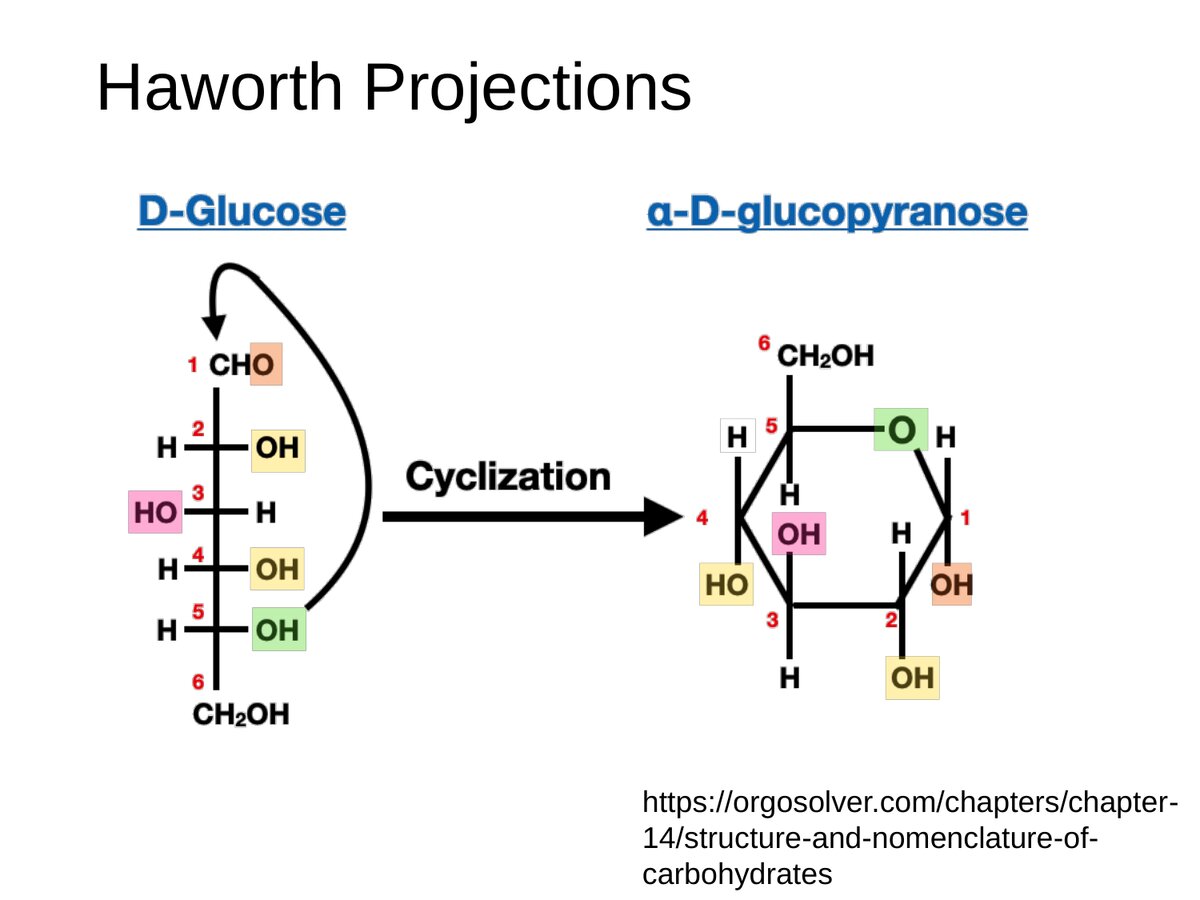 Haworth Projections
D-Glucose
α-D-glucopyranose
1 CHO
2
H OH
3
HO H
4
H OH
5
H OH
6
CH₂OH
Cyclization
6 CH₂OH
H 5 O H
H
4 OH H 1
HO OH
3 2
H OH
https://orgosolver.com/chapters/chapter-
14/structure-and-nomenclature-of-
carbohydrates